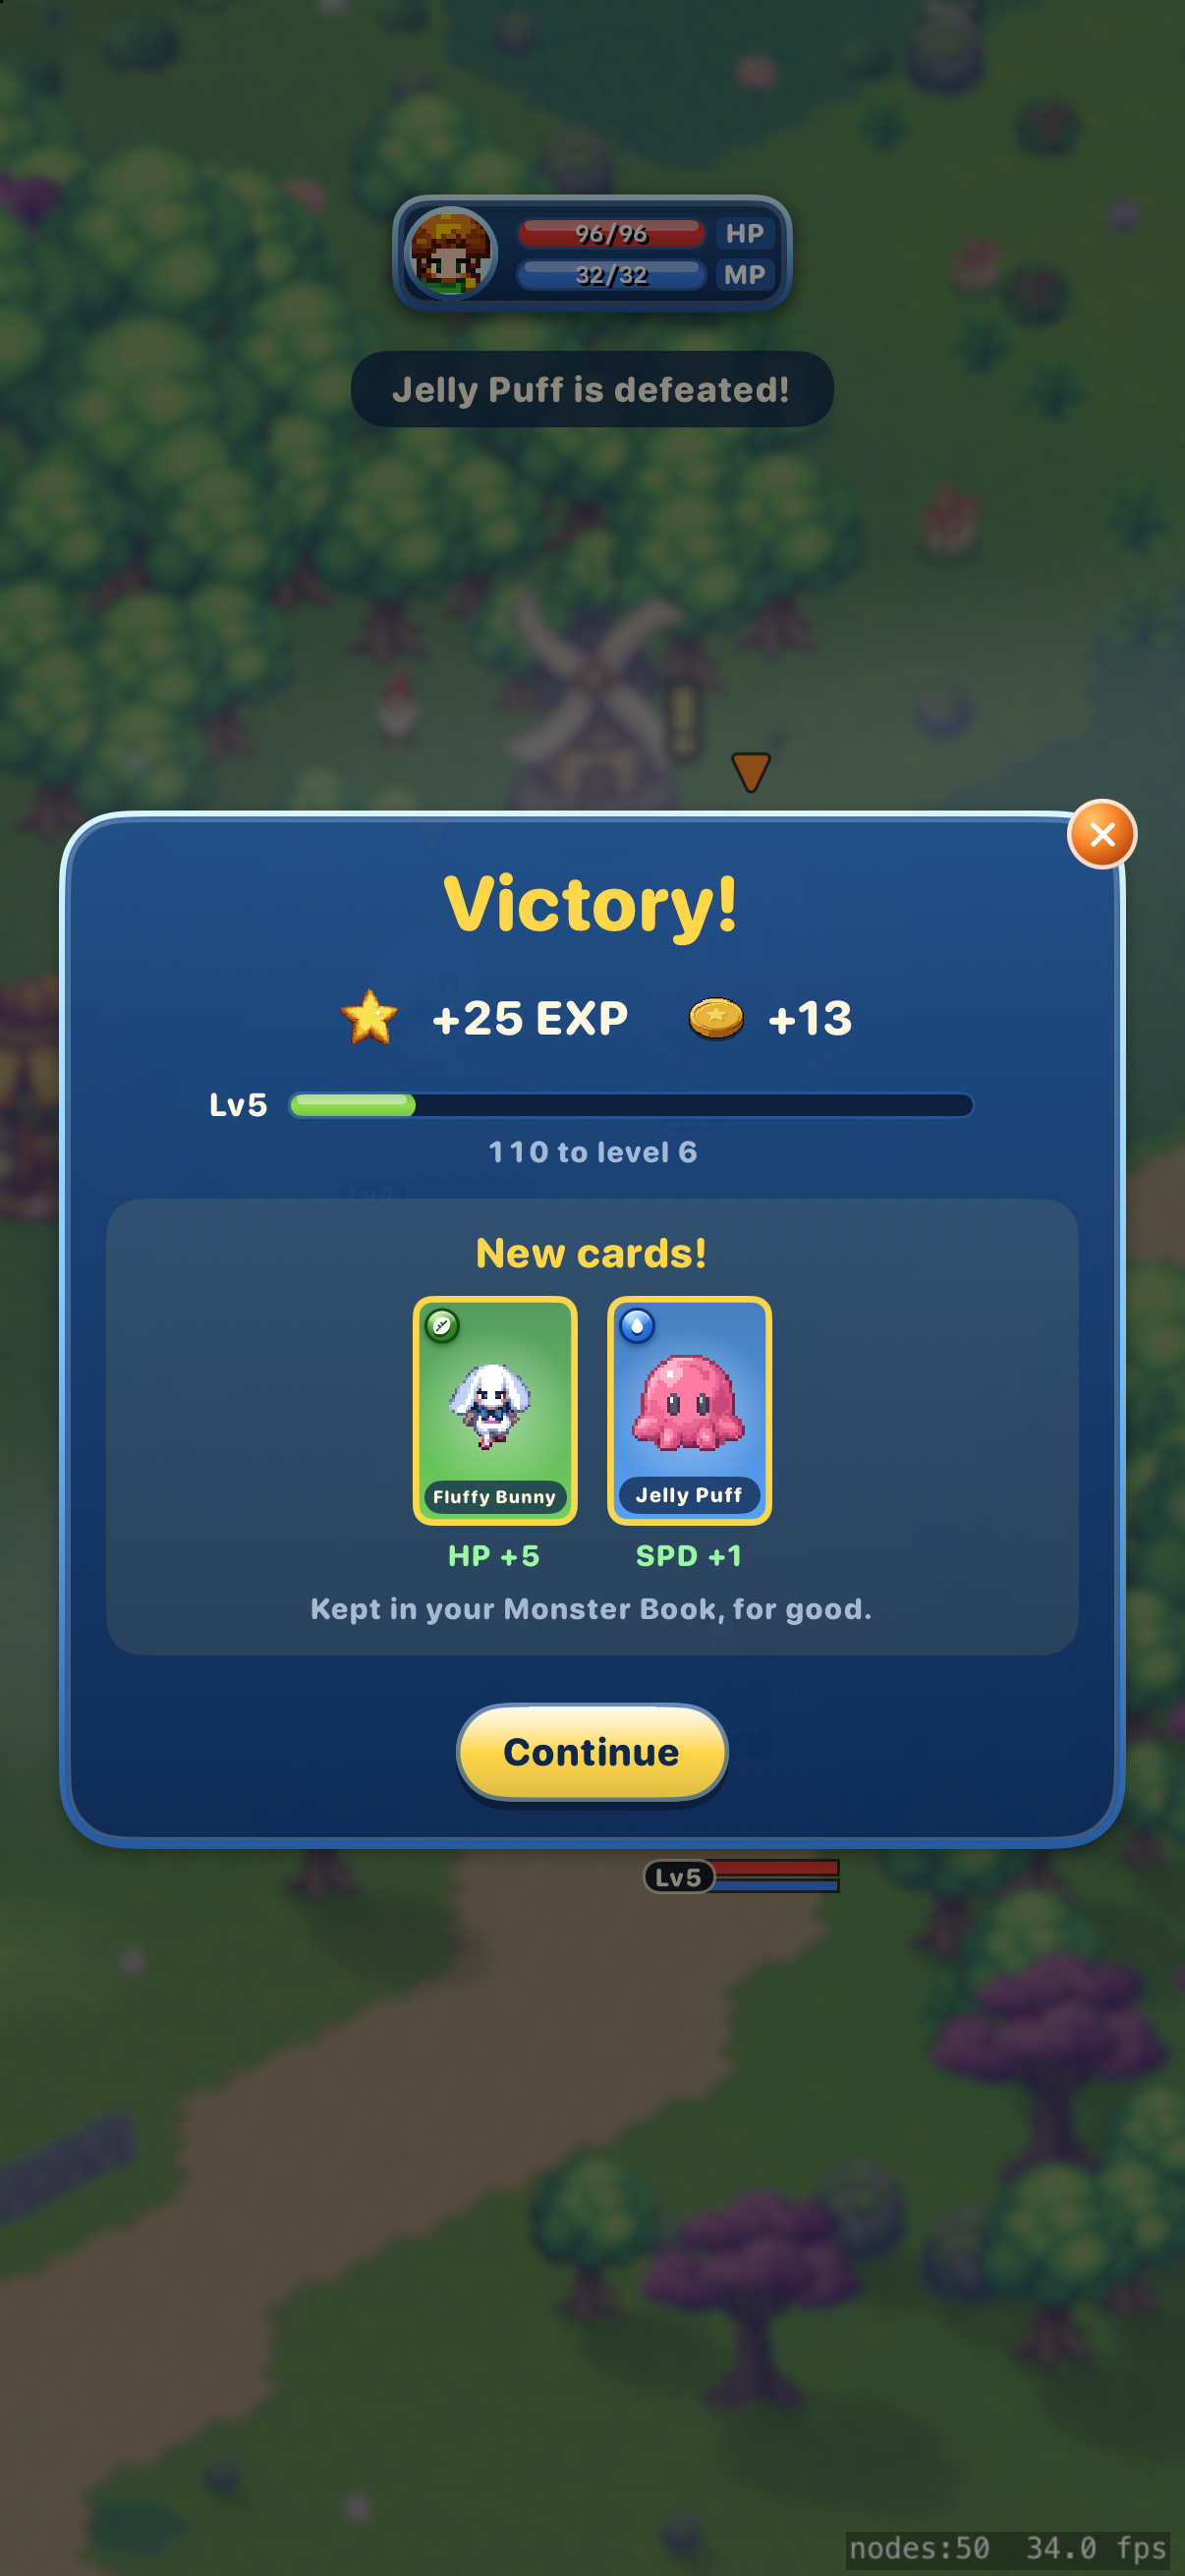 96/96 HP
32/32 MP
Jelly Puff is defeated!
Victory!
+25 EXP +13
Lv5
110 to level 6
New cards!
Fluffy Bunny Jelly Puff
HP +5 SPD +1
Kept in your Monster Book, for good.
Continue
Lv5
nodes:50 34.0 fps